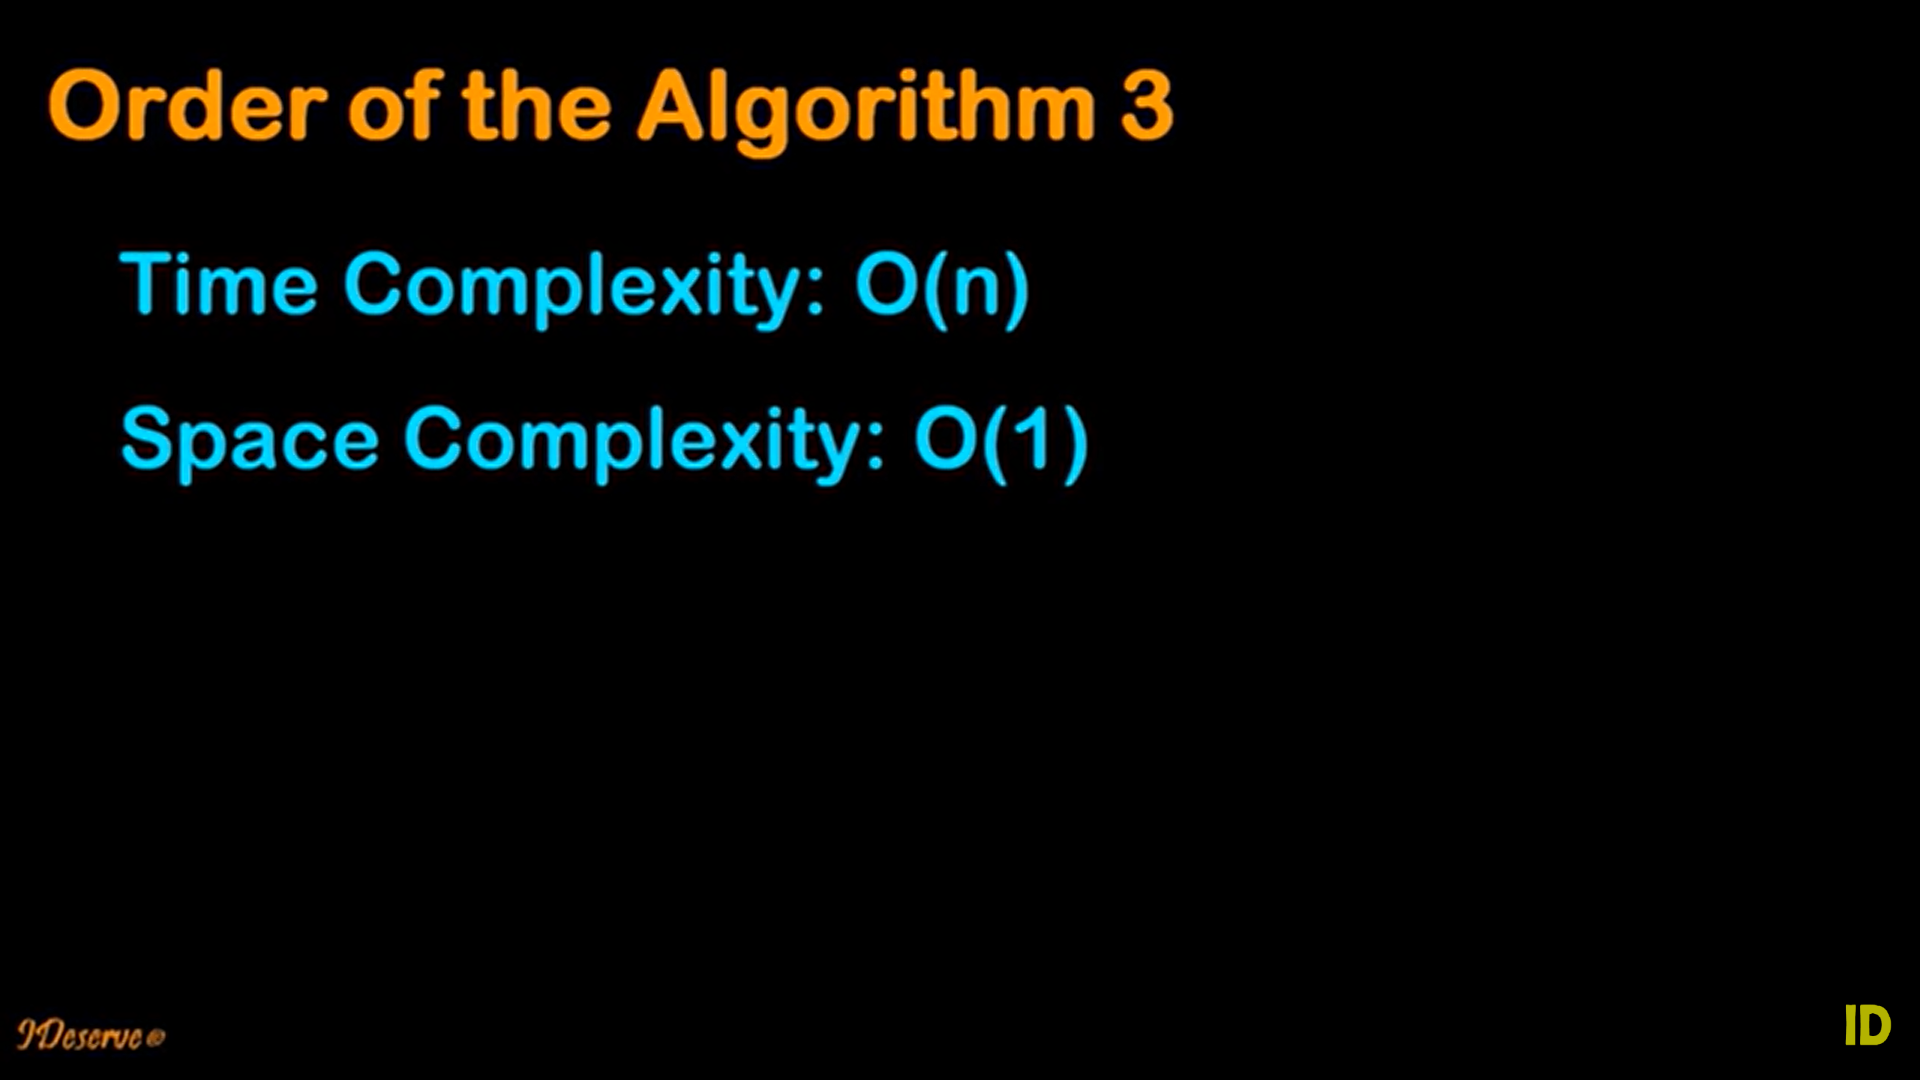 Order of the Algorithm 3
Time Complexity: O(n)
Space Complexity: O(1)
IDeserve ©
ID